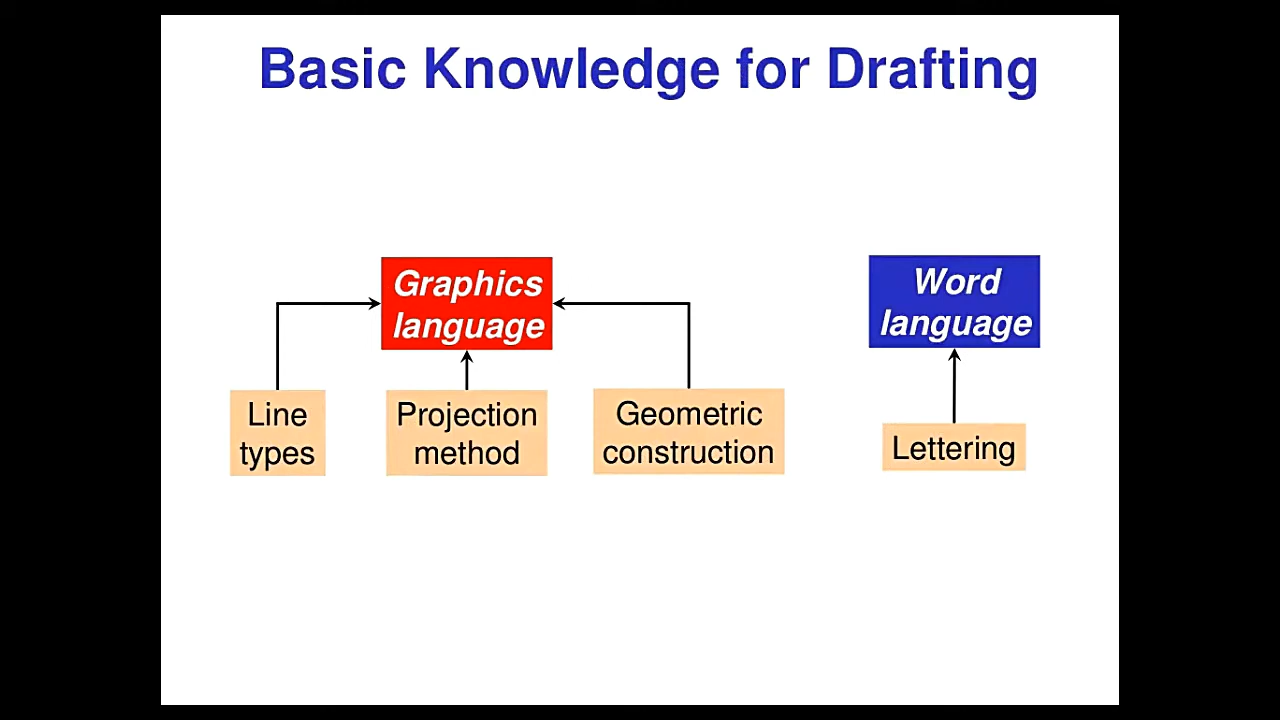 Basic Knowledge for Drafting
Graphics
language
Word
language
Line
types
Projection
method
Geometric
construction
Lettering